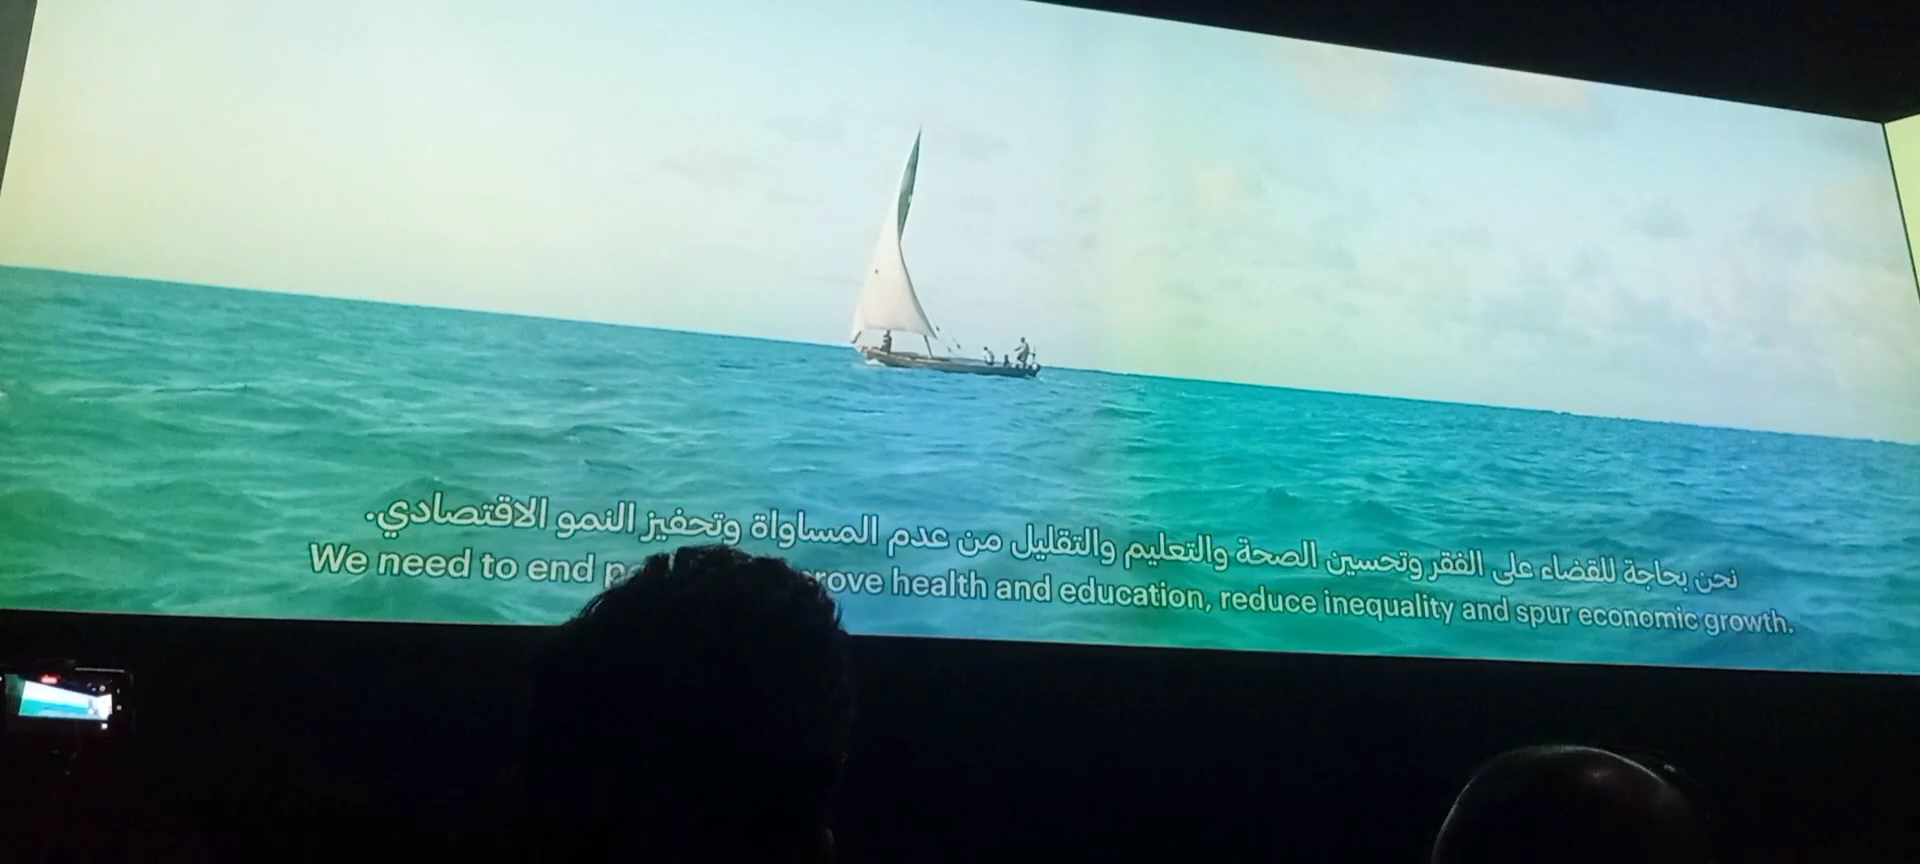 نحن بحاجة للقضاء على الفقر وتحسين الصحة والتعليم والتقليل من عدم المساواة وتحفيز النمو الاقتصادي.
We need to end health and education, reduce inequality and spur economic growth.